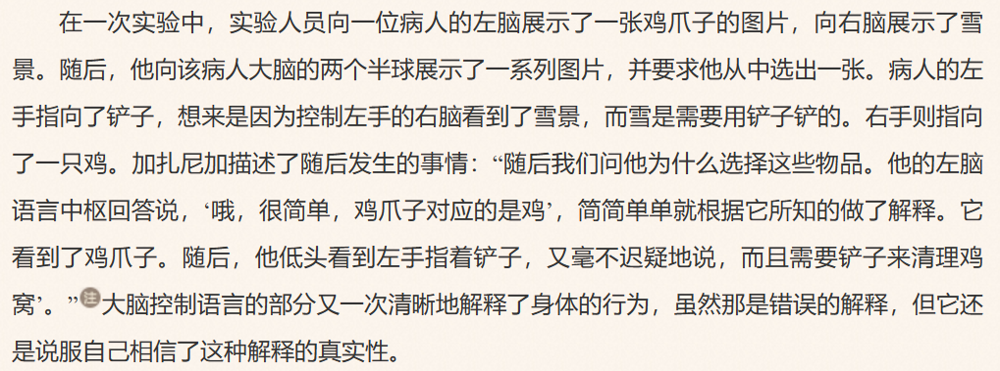 在一次实验中，实验人员向一位病人的左脑展示了一张鸡爪子的图片，向右脑展示了雪
景。随后，他向该病人大脑的两个半球展示了一系列图片，并要求他从中选出一张。病人的左
手指向了铲子，想来是因为控制左手的右脑看到了雪景，而雪是需要用铲子铲的。右手则指向
了一只鸡。加扎尼加描述了随后发生的事情：“随后我们问他为什么选择这些物品。他的左脑
语言中枢回答说，‘哦，很简单，鸡爪子对应的是鸡’，简简单单就根据它所知的做了解释。它
看到了鸡爪子。随后，他低头看到左手指着铲子，又毫不迟疑地说，而且需要铲子来清理鸡
窝’。”注大脑控制语言的部分又一次清晰地解释了身体的行为，虽然那是错误的解释，但它还
是说服自己相信了这种解释的真实性。